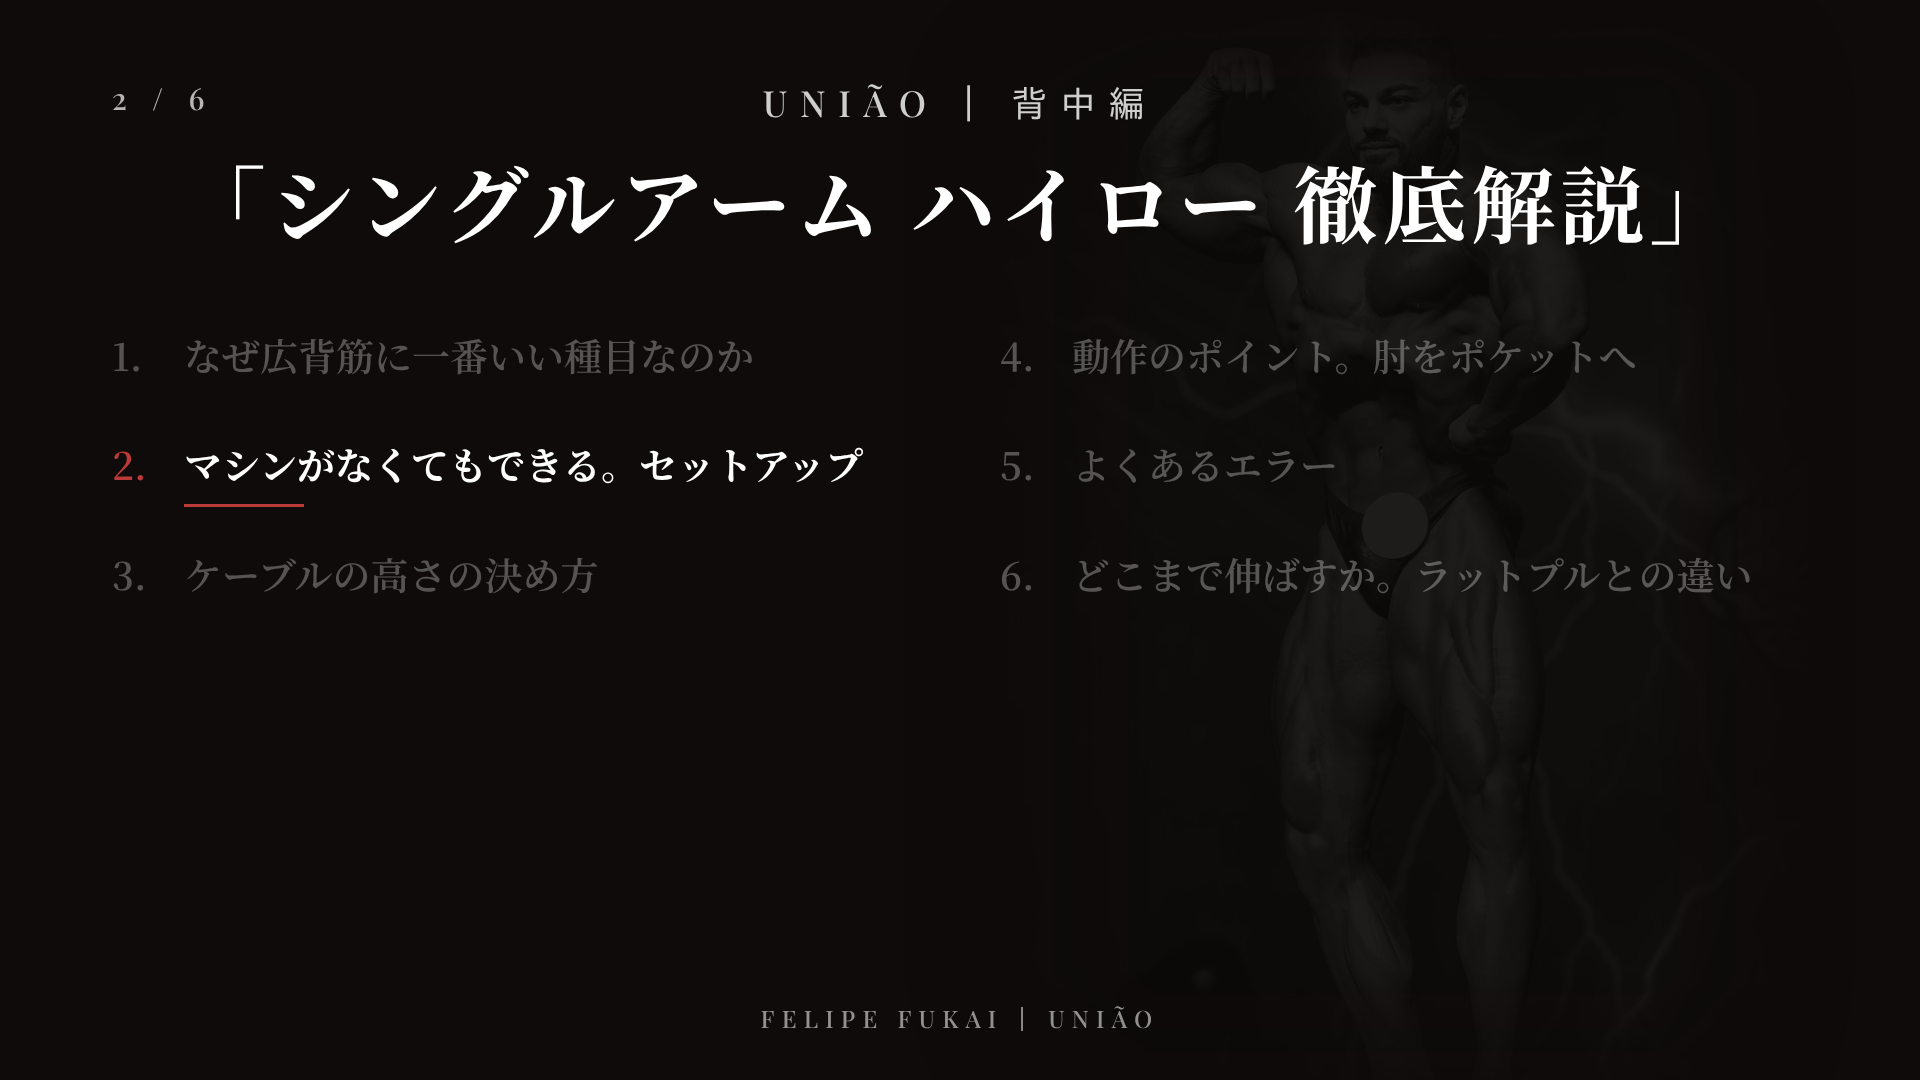 2 / 6
UNIÃO | 背中編
「シングルアーム ハイロー 徹底解説」
1. なぜ広背筋に一番いい種目なのか
2. マシンがなくてもできる。セットアップ
3. ケーブルの高さの決め方
4. 動作のポイント。肘をポケットへ
5. よくあるエラー
6. どこまで伸ばすか。ラットプルとの違い
FELIPE FUKAI | UNIÃO